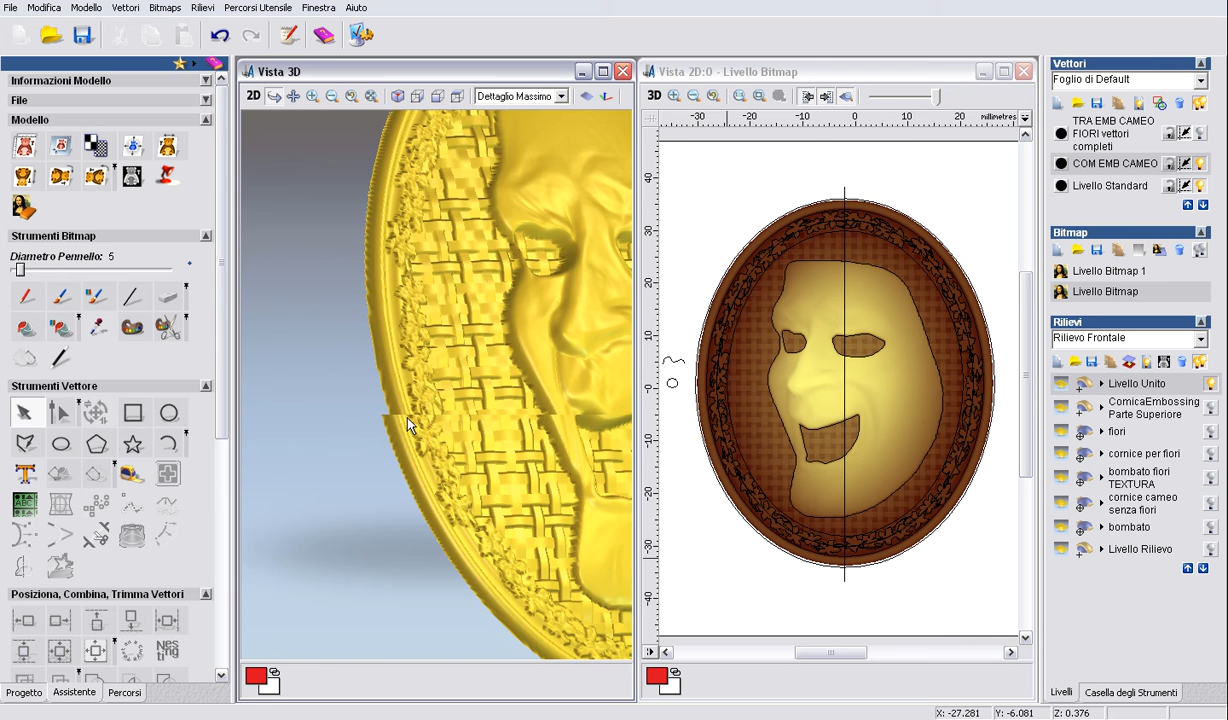 File Modifica Modello Vettori Bitmaps Rilievi Percorsi Utensile Finestra Aiuto
Informazioni Modello
File
Modello
Strumenti Bitmap
Diametro Pennello: 5
Strumenti Vettore
ABC
Posiziona, Combina, Trimma Vettori
Progetto Assistente Percorsi
Vista 3D
2D Dettaglio Massimo
Vista 2D:0 - Livello Bitmap
3D
-30 -20 -10 0 10 20 millimetres
40
30
20
10
-0
-10
-20
-30
-40
Vettori
Foglio di Default
TRA EMB CAMEO
FIORI vettori
completi
COM EMB CAMEO
Livello Standard
Bitmap
Livello Bitmap 1
Livello Bitmap
Rilievi
Rilievo Frontale
Livello Unito
ComicaEmbossing
Parte Superiore
fiori
cornice per fiori
bombato fiori
TEXTURA
cornice cameo
senza fiori
bombato
Livello Rilievo
Livelli Casella degli Strumenti
X: -27.281 Y: -6.081 Z: 0.376